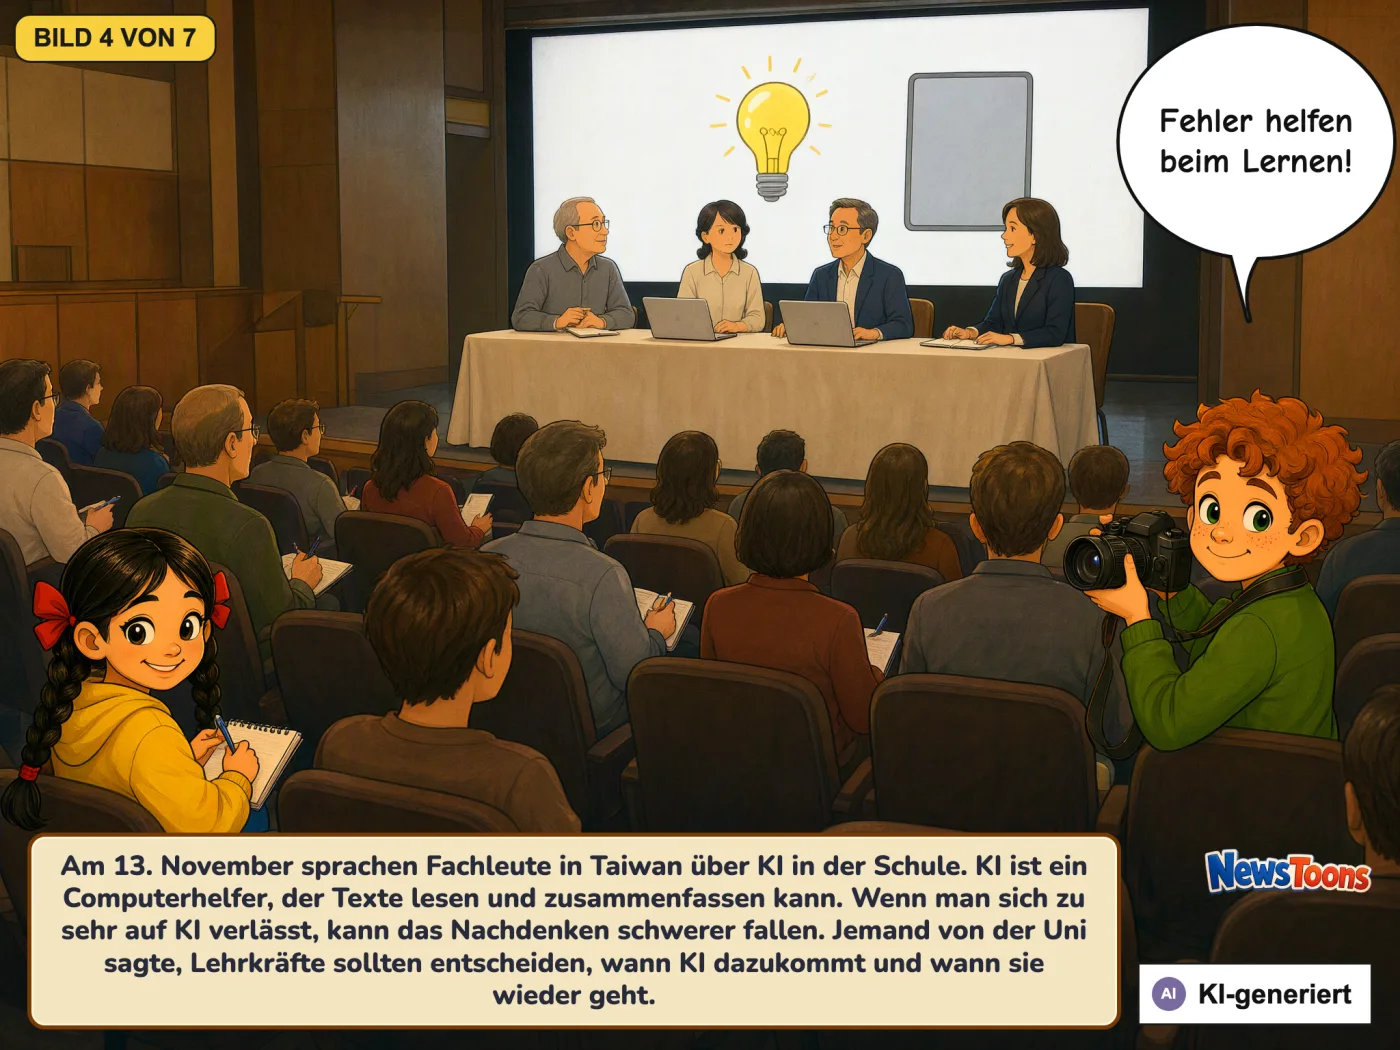 BILD 4 VON 7
Fehler helfen
beim Lernen!
Am 13. November sprachen Fachleute in Taiwan über KI in der Schule. KI ist ein
Computerhelfer, der Texte lesen und zusammenfassen kann. Wenn man sich zu
sehr auf KI verlässt, kann das Nachdenken schwerer fallen. Jemand von der Uni
sagte, Lehrkräfte sollten entscheiden, wann KI dazukommt und wann sie
wieder geht.
NewsToons
AI KI-generiert